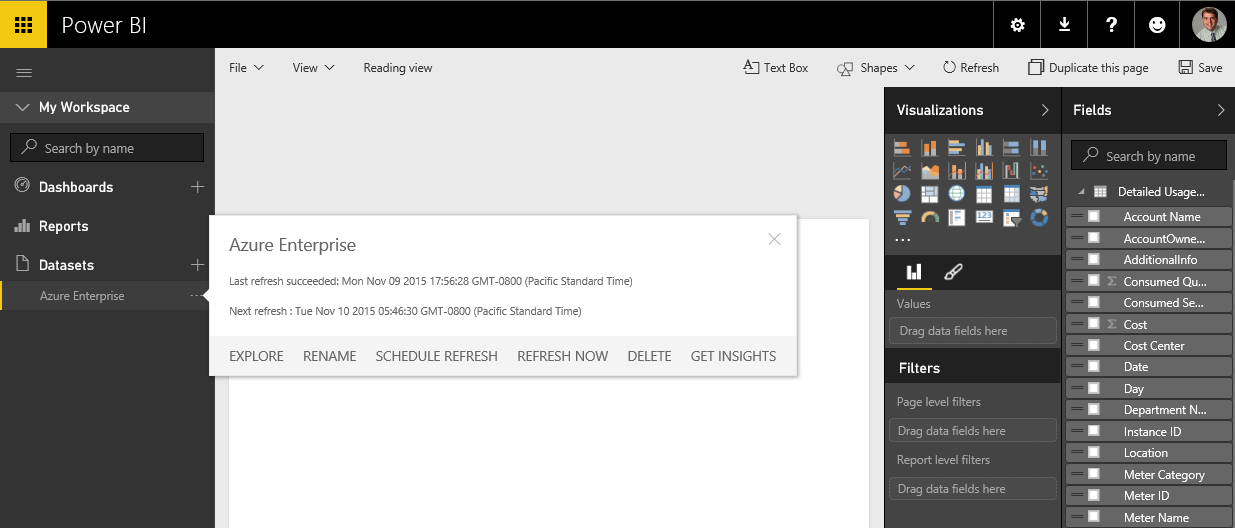 Power BI
?
File
View
Reading view
Text Box
Shapes
Refresh
Duplicate this page
Save
My Workspace
Search by name
Dashboards
Reports
Datasets
Azure Enterprise
Azure Enterprise
Last refresh succeeded: Mon Nov 09 2015 17:56:28 GMT-0800 (Pacific Standard Time)
Next refresh : Tue Nov 10 2015 05:46:30 GMT-0800 (Pacific Standard Time)
EXPLORE RENAME SCHEDULE REFRESH REFRESH NOW DELETE GET INSIGHTS
Visualizations
Values
Drag data fields here
Filters
Page level filters
Drag data fields here
Report level filters
Drag data fields here
Fields
Search by name
Detailed Usage...
Account Name
AccountOwne...
AdditionalInfo
Σ Consumed Qu...
Consumed Se...
Σ Cost
Cost Center
Date
Day
Department N...
Instance ID
Location
Meter Category
Meter ID
Meter Name